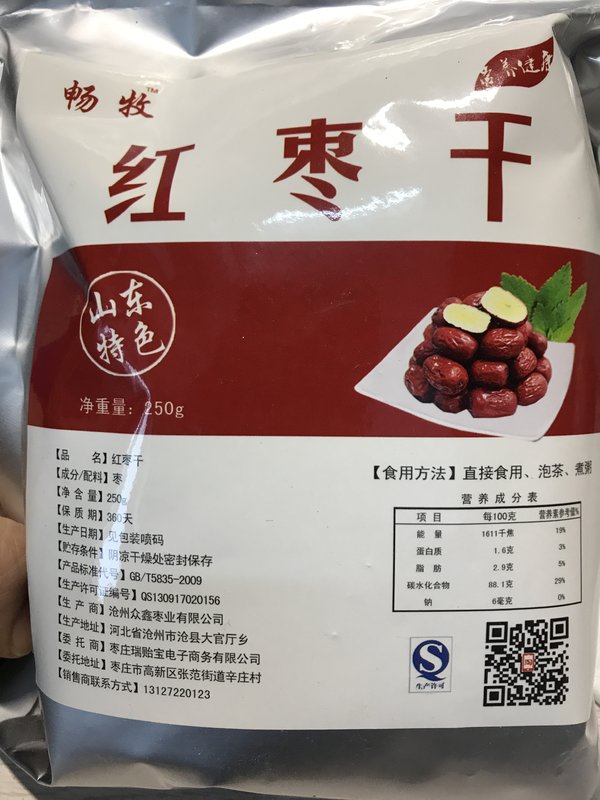 畅牧™
营养健康
红枣干
山东
特色
净重量：250g
【品　　名】红枣干
【成分/配料】枣
【净 含 量】250g
【保 质 期】360天
【生产日期】见包装喷码
【贮存条件】阴凉干燥处密封保存
【产品标准代号】GB/T5835-2009
【生产许可证编号】QS130917020156
【生 产 商】沧州众鑫枣业有限公司
【生产地址】河北省沧州市沧县大官厅乡
【委 托 商】枣庄瑞贻宝电子商务有限公司
【委托地址】枣庄市高新区张范街道辛庄村
【销售商联系方式】13127220123
【食用方法】直接食用、泡茶、煮粥
营养成分表
项目 每100克 营养素参考值%
能量 1611千焦 19%
蛋白质 1.6克 3%
脂肪 2.9克 5%
碳水化合物 88.1克 29%
钠 6毫克 0%
生产许可